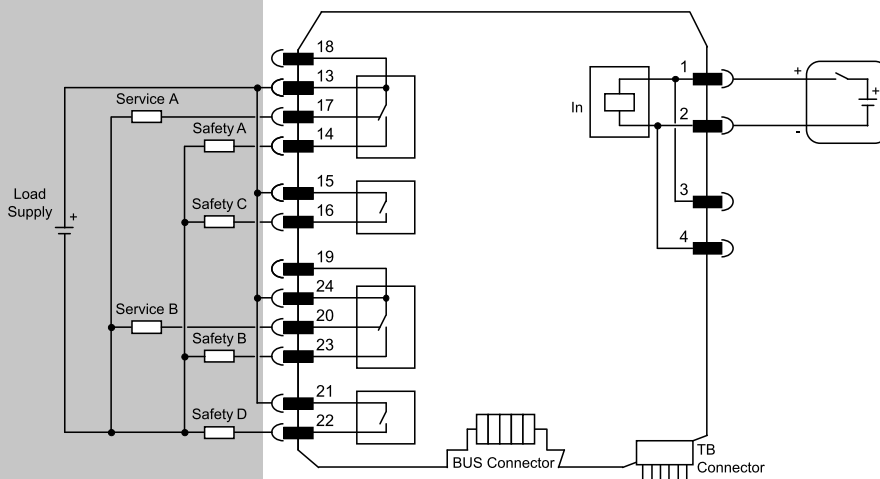 18
13
Service A
17
Safety A
14
15
Safety C
16
Load
Supply
+
19
24
Service B
20
Safety B
23
21
Safety D
22
In
1
+
+
2
-
3
4
BUS Connector
TB
Connector